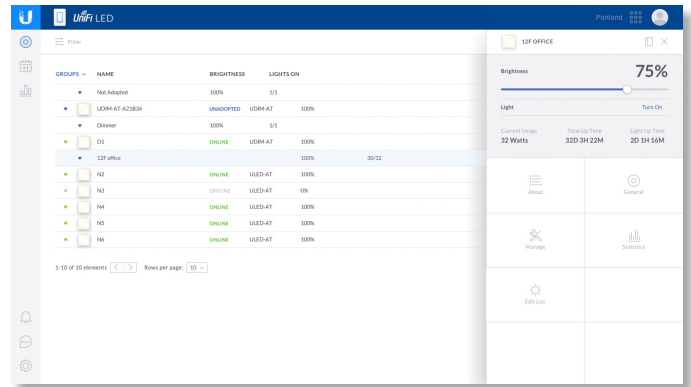 U UniFi LED Portland
Filter
12F OFFICE
GROUPS NAME BRIGHTNESS LIGHTS ON
Not Adopted 100% 1/1
UDIM-AT-A21B34 UNADOPTED UDIM-AT 100%
Dimmer 100% 1/1
D1 ONLINE UDIM-AT 100%
12F office 100% 30/32
N2 ONLINE ULED-AT 100%
N3 OFFLINE ULED-AT 0%
N4 ONLINE ULED-AT 100%
N5 ONLINE ULED-AT 100%
N6 ONLINE ULED-AT 100%
1-10 of 10 elements Rows per page: 10
Brightness 75%
Light Turn On
Current Usage Total Up Time Light Up Time
32 Watts 32D 3H 22M 2D 1H 16M
About General
Manage Statistics
Edit List